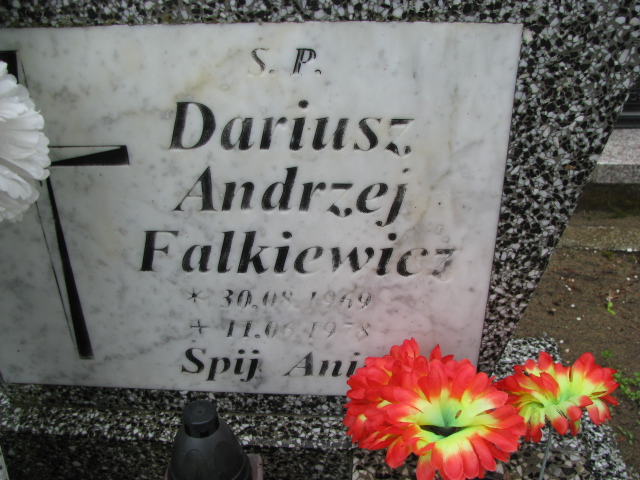 S. P.
Dariusz
Andrzej
Falkiewicz
* 30.08.1969
+ 11.06.1978
Spij